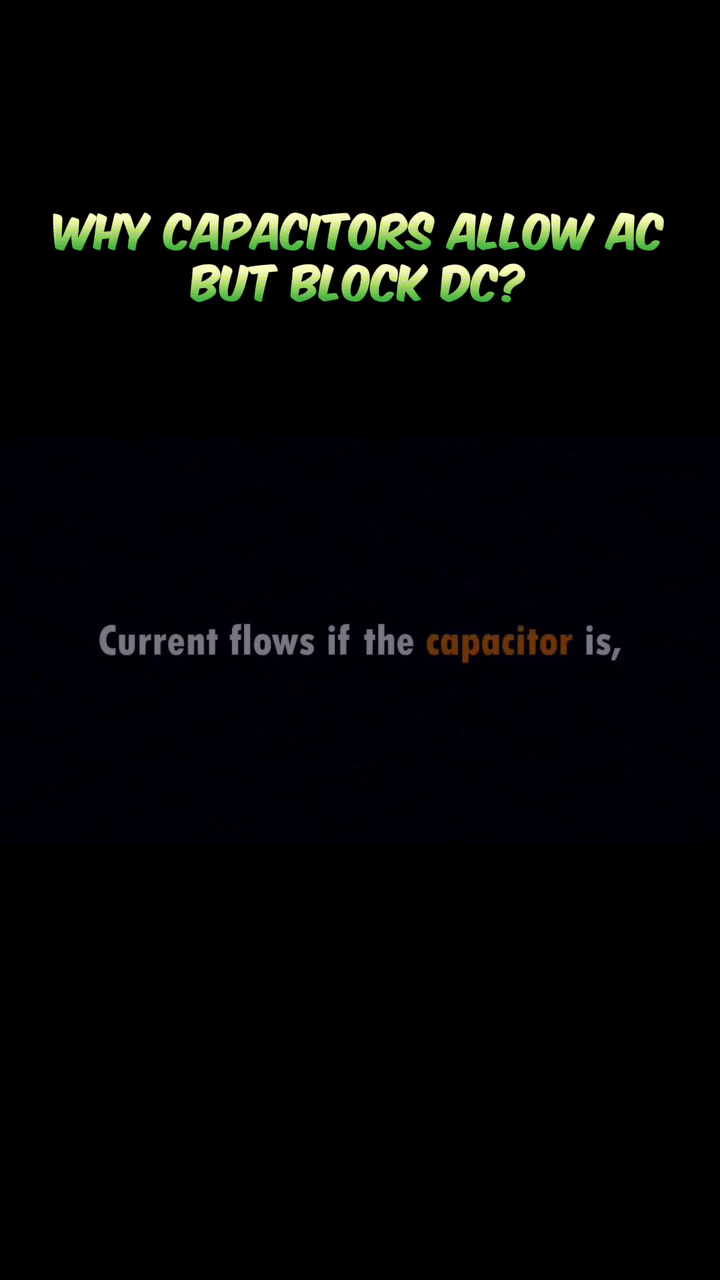 WHY CAPACITORS ALLOW AC
BUT BLOCK DC?
Current flows if the capacitor is,